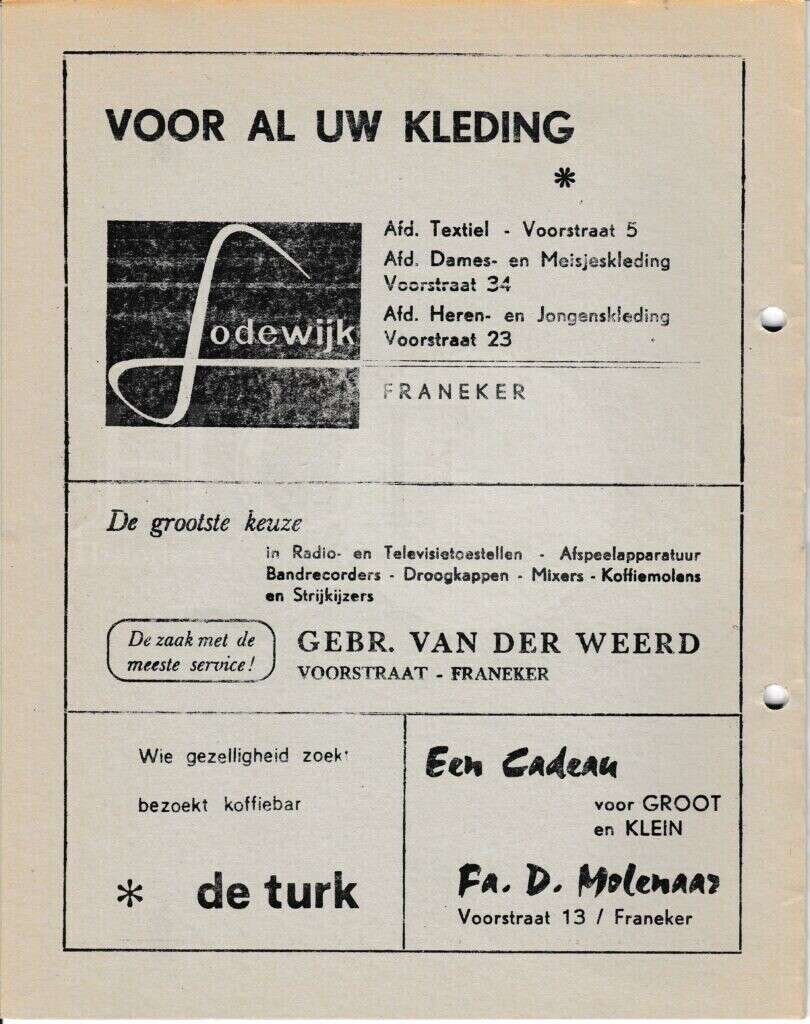 VOOR AL UW KLEDING
*
Lodewijk
Afd. Textiel - Voorstraat 5
Afd. Dames- en Meisjeskleding
Voorstraat 34
Afd. Heren- en Jongenskleding
Voorstraat 23
FRANEKER
De grootste keuze
in Radio- en Televisietoestellen - Afspeelapparatuur
Bandrecorders - Droogkappen - Mixers - Koffiemolens
en Strijkijzers
De zaak met de
meeste service!
GEBR. VAN DER WEERD
VOORSTRAAT - FRANEKER
Wie gezelligheid zoekt
bezoekt koffiebar
* de turk
Een Cadeau
voor GROOT
en KLEIN
Fa. D. Molenaar
Voorstraat 13 / Franeker